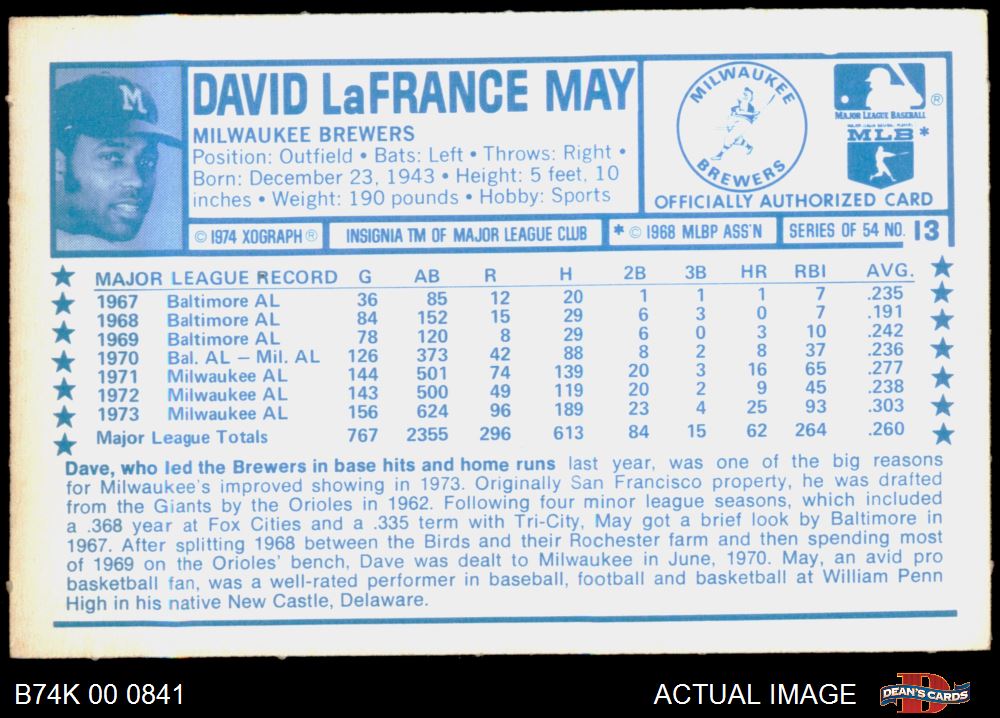 DAVID LaFRANCE MAY
MILWAUKEE BREWERS
Position: Outfield • Bats: Left • Throws: Right •
Born: December 23, 1943 • Height: 5 feet, 10
inches • Weight: 190 pounds • Hobby: Sports
M
MILWAUKEE
BREWERS
®
MAJOR LEAGUE BASEBALL
MLB*
OFFICIALLY AUTHORIZED CARD
© 1974 XOGRAPH ® INSIGNIA TM OF MAJOR LEAGUE CLUB * © 1968 MLBP ASS'N SERIES OF 54 NO. 13
MAJOR LEAGUE RECORD G AB R H 2B 3B HR RBI AVG.
1967 Baltimore AL 36 85 12 20 1 1 1 7 .235
1968 Baltimore AL 84 152 15 29 6 3 0 7 .191
1969 Baltimore AL 78 120 8 29 6 0 3 10 .242
1970 Bal. AL – Mil. AL 126 373 42 88 8 2 8 37 .236
1971 Milwaukee AL 144 501 74 139 20 3 16 65 .277
1972 Milwaukee AL 143 500 49 119 20 2 9 45 .238
1973 Milwaukee AL 156 624 96 189 23 4 25 93 .303
Major League Totals 767 2355 296 613 84 15 62 264 .260
Dave, who led the Brewers in base hits and home runs last year, was one of the big reasons
for Milwaukee's improved showing in 1973. Originally San Francisco property, he was drafted
from the Giants by the Orioles in 1962. Following four minor league seasons, which included
a .368 year at Fox Cities and a .335 term with Tri-City, May got a brief look by Baltimore in
1967. After splitting 1968 between the Birds and their Rochester farm and then spending most
of 1969 on the Orioles' bench, Dave was dealt to Milwaukee in June, 1970. May, an avid pro
basketball fan, was a well-rated performer in baseball, football and basketball at William Penn
High in his native New Castle, Delaware.
B74K 00 0841 ACTUAL IMAGE DEAN'S CARDS